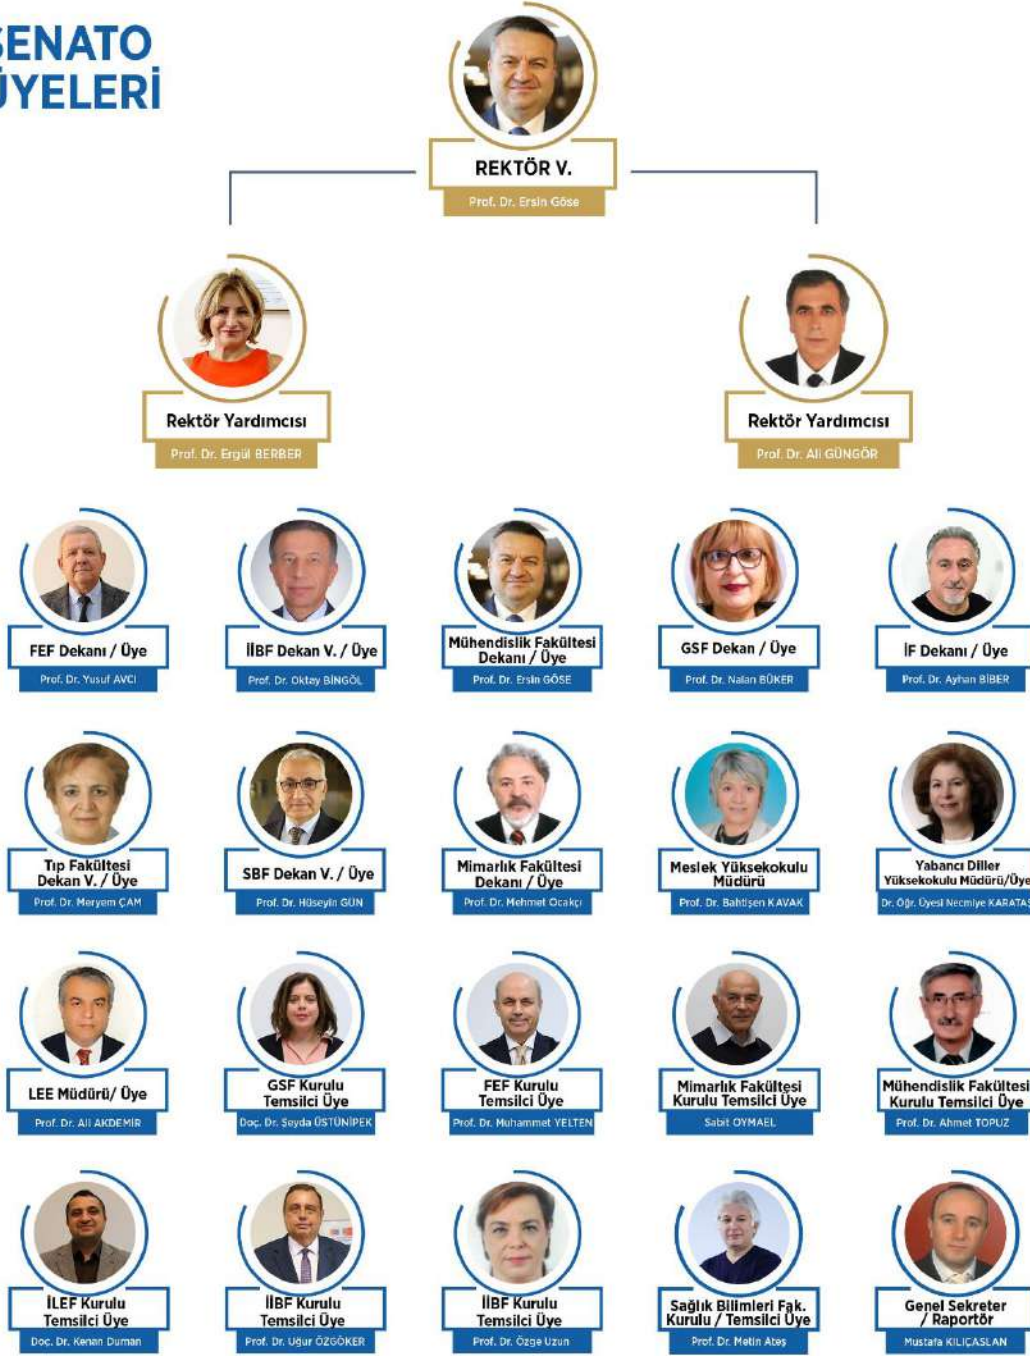 SENATO
ÜYELERİ
REKTÖR V.
Prof. Dr. Ersin Göse
Rektör Yardımcısı
Prof. Dr. Ergül BERBER
Rektör Yardımcısı
Prof. Dr. Ali GÜNGÖR
FEF Dekanı / Üye
Prof. Dr. Yusuf AVCI
İİBF Dekan V. / Üye
Prof. Dr. Oktay BİNGÖL
Mühendislik Fakültesi
Dekanı / Üye
Prof. Dr. Ersin GÖSE
GSF Dekan / Üye
Prof. Dr. Nalan BÜKER
İF Dekanı / Üye
Prof. Dr. Ayhan BİBER
Tıp Fakültesi
Dekan V. / Üye
Prof. Dr. Meryem ÇAM
SBF Dekan V. / Üye
Prof. Dr. Hüseyin GÜN
Mimarlık Fakültesi
Dekanı / Üye
Prof. Dr. Mehmet Ocakçı
Meslek Yüksekokulu
Müdürü
Prof. Dr. Bahtişen KAVAK
Yabancı Diller
Yüksekokulu Müdürü/Üye
Dr. Öğr. Üyesi Necmiye KARATAŞ
LEE Müdürü/ Üye
Prof. Dr. Ali AKDEMİR
GSF Kurulu
Temsilci Üye
Doç. Dr. Şeyda ÜSTÜNİPEK
FEF Kurulu
Temsilci Üye
Prof. Dr. Muhammet YELTEN
Mimarlık Fakültesi
Kurulu Temsilci Üye
Sabit OYMAEL
Mühendislik Fakültesi
Kurulu Temsilci Üye
Prof. Dr. Ahmet TOPUZ
İLEF Kurulu
Temsilci Üye
Doç. Dr. Kenan Duman
İİBF Kurulu
Temsilci Üye
Prof. Dr. Uğur ÖZGÖKER
İİBF Kurulu
Temsilci Üye
Prof. Dr. Özge Uzun
Sağlık Bilimleri Fak.
Kurulu / Temsilci Üye
Prof. Dr. Metin Ateş
Genel Sekreter
/ Raportör
Mustafa KILIÇASLAN